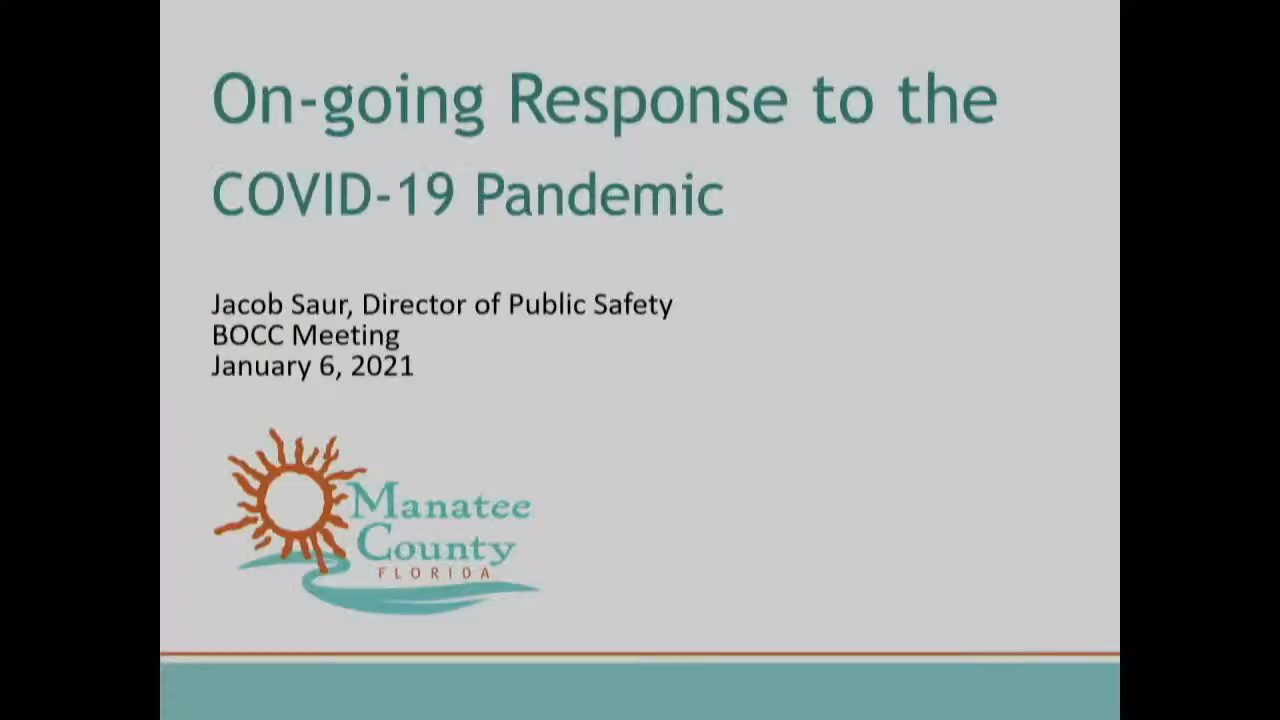 On-going Response to the
COVID-19 Pandemic
Jacob Saur, Director of Public Safety
BOCC Meeting
January 6, 2021
Manatee
County
FLORIDA